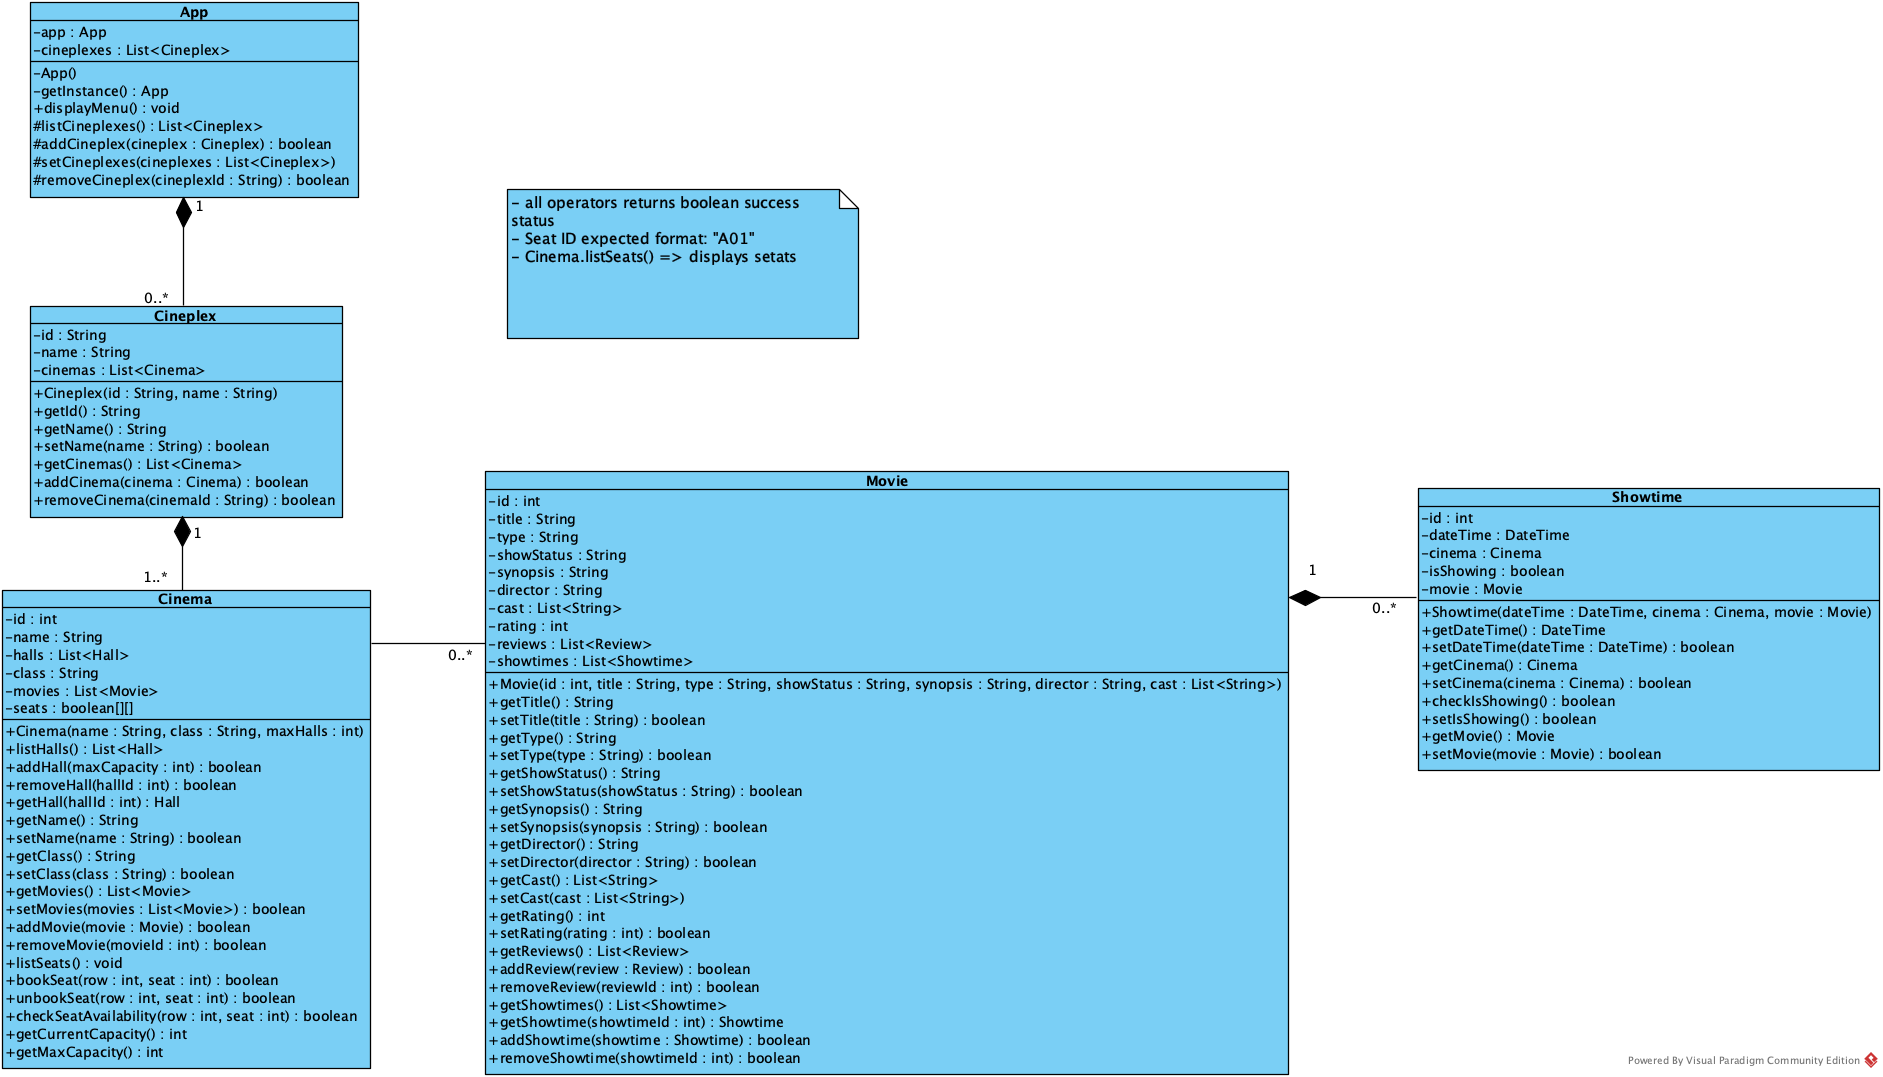 App
-app : App
-cineplexes : List<Cineplex>
-App()
-getInstance() : App
+displayMenu() : void
#listCineplexes() : List<Cineplex>
#addCineplex(cineplex : Cineplex) : boolean
#setCineplexes(cineplexes : List<Cineplex>)
#removeCineplex(cineplexId : String) : boolean
1
0..*
- all operators returns boolean success
status
- Seat ID expected format: "A01"
- Cinema.listSeats() => displays setats
Cineplex
-id : String
-name : String
-cinemas : List<Cinema>
+Cineplex(id : String, name : String)
+getId() : String
+getName() : String
+setName(name : String) : boolean
+getCinemas() : List<Cinema>
+addCinema(cinema : Cinema) : boolean
+removeCinema(cinemaId : String) : boolean
1
1..*
Cinema
-id : int
-name : String
-halls : List<Hall>
-class : String
-movies : List<Movie>
-seats : boolean[][]
+Cinema(name : String, class : String, maxHalls : int)
+listHalls() : List<Hall>
+addHall(maxCapacity : int) : boolean
+removeHall(hallId : int) : boolean
+getHall(hallId : int) : Hall
+getName() : String
+setName(name : String) : boolean
+getClass() : String
+setClass(class : String) : boolean
+getMovies() : List<Movie>
+setMovies(movies : List<Movie>) : boolean
+addMovie(movie : Movie) : boolean
+removeMovie(movieId : int) : boolean
+listSeats() : void
+bookSeat(row : int, seat : int) : boolean
+unbookSeat(row : int, seat : int) : boolean
+checkSeatAvailability(row : int, seat : int) : boolean
+getCurrentCapacity() : int
+getMaxCapacity() : int
0..*
Movie
-id : int
-title : String
-type : String
-showStatus : String
-synopsis : String
-director : String
-cast : List<String>
-rating : int
-reviews : List<Review>
-showtimes : List<Showtime>
+Movie(id : int, title : String, type : String, showStatus : String, synopsis : String, director : String, cast : List<String>)
+getTitle() : String
+setTitle(title : String) : boolean
+getType() : String
+setType(type : String) : boolean
+getShowStatus() : String
+setShowStatus(showStatus : String) : boolean
+getSynopsis() : String
+setSynopsis(synopsis : String) : boolean
+getDirector() : String
+setDirector(director : String) : boolean
+getCast() : List<String>
+setCast(cast : List<String>)
+getRating() : int
+setRating(rating : int) : boolean
+getReviews() : List<Review>
+addReview(review : Review) : boolean
+removeReview(reviewId : int) : boolean
+getShowtimes() : List<Showtime>
+getShowtime(showtimeId : int) : Showtime
+addShowtime(showtime : Showtime) : boolean
+removeShowtime(showtimeId : int) : boolean
1
0..*
Showtime
-id : int
-dateTime : DateTime
-cinema : Cinema
-isShowing : boolean
-movie : Movie
+Showtime(dateTime : DateTime, cinema : Cinema, movie : Movie)
+getDateTime() : DateTime
+setDateTime(dateTime : DateTime) : boolean
+getCinema() : Cinema
+setCinema(cinema : Cinema) : boolean
+checkIsShowing() : boolean
+setIsShowing() : boolean
+getMovie() : Movie
+setMovie(movie : Movie) : boolean
Powered By Visual Paradigm Community Edition